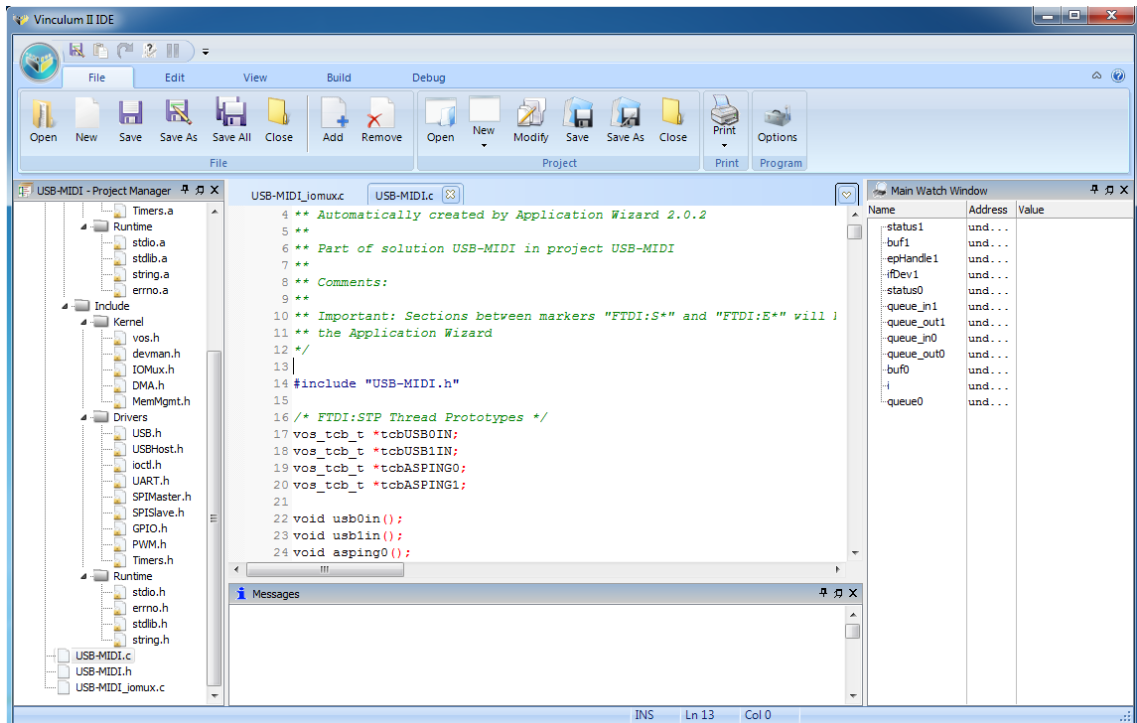 Vinculum II IDE
File Edit View Build Debug
Open New Save Save As Save All Close Add Remove Open New Modify Save Save As Close Print Options
File Project Print Program
USB-MIDI - Project Manager
Timers.a
Runtime
stdio.a
stdlib.a
string.a
errno.a
Include
Kernel
vos.h
devman.h
IOMux.h
DMA.h
MemMgmt.h
Drivers
USB.h
USBHost.h
ioctl.h
UART.h
SPIMaster.h
SPISlave.h
GPIO.h
PWM.h
Timers.h
Runtime
stdio.h
errno.h
stdlib.h
string.h
USB-MIDI.c
USB-MIDI.h
USB-MIDI_iomux.c
USB-MIDI_iomux.c USB-MIDI.c
4 ** Automatically created by Application Wizard 2.0.2
5 **
6 ** Part of solution USB-MIDI in project USB-MIDI
7 **
8 ** Comments:
9 **
10 ** Important: Sections between markers "FTDI:S*" and "FTDI:E*" will
11 ** the Application Wizard
12 */
13
14 #include "USB-MIDI.h"
15
16 /* FTDI:STP Thread Prototypes */
17 vos_tcb_t *tcbUSB0IN;
18 vos_tcb_t *tcbUSB1IN;
19 vos_tcb_t *tcbASPING0;
20 vos_tcb_t *tcbASPING1;
21
22 void usb0in();
23 void usb1in();
24 void asping0();
Messages
Main Watch Window
Name Address Value
status1 und...
buf1 und...
epHandle1 und...
ifDev1 und...
status0 und...
queue_in1 und...
queue_out1 und...
queue_in0 und...
queue_out0 und...
buf0 und...
i und...
queue0 und...
INS Ln 13 Col 0